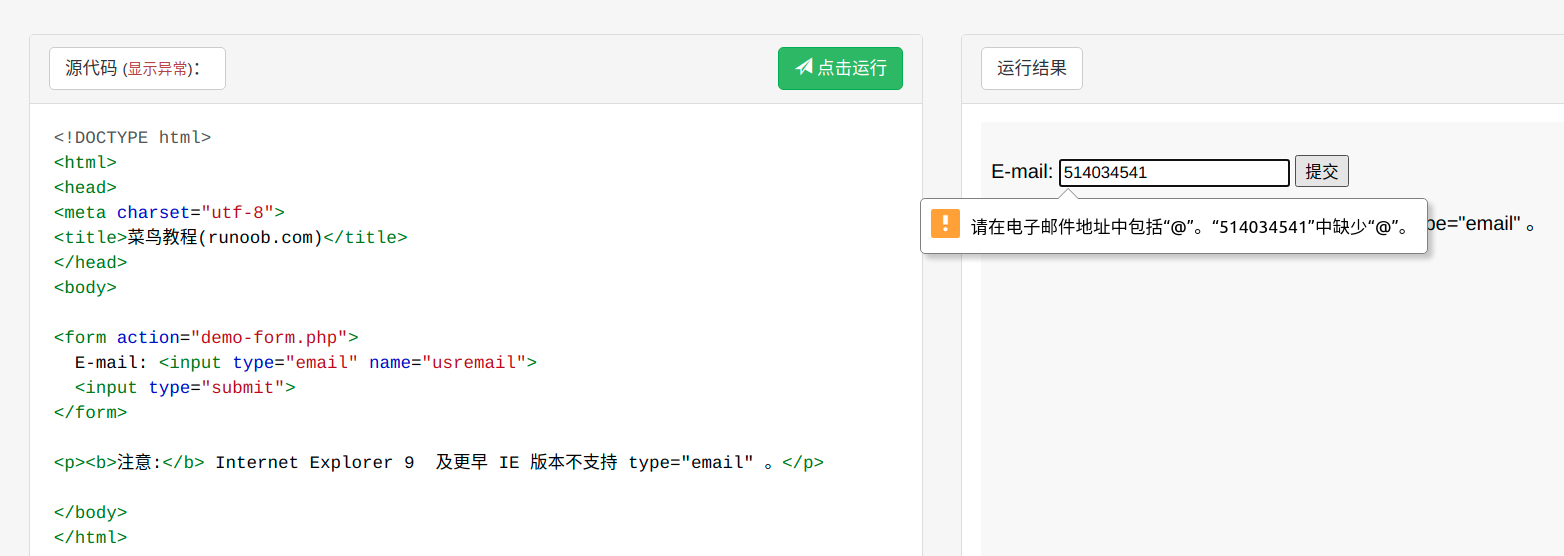 源代码 (显示异常)：
点击运行
<!DOCTYPE html>
<html>
<head>
<meta charset="utf-8">
<title>菜鸟教程(runoob.com)</title>
</head>
<body>
<form action="demo-form.php">
E-mail: <input type="email" name="usremail">
<input type="submit">
</form>
<p><b>注意:</b> Internet Explorer 9  及更早 IE 版本不支持 type="email" 。</p>
</body>
</html>
运行结果
E-mail: 514034541 提交
请在电子邮件地址中包括“@”。“514034541”中缺少“@”。
pe="email" 。